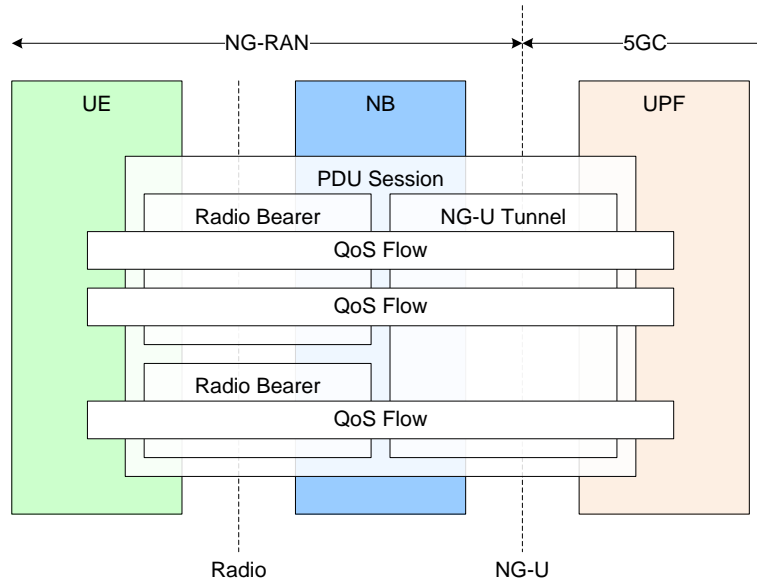 NG-RAN 5GC
UE NB UPF
PDU Session
Radio Bearer NG-U Tunnel
QoS Flow
QoS Flow
Radio Bearer
QoS Flow
Radio NG-U